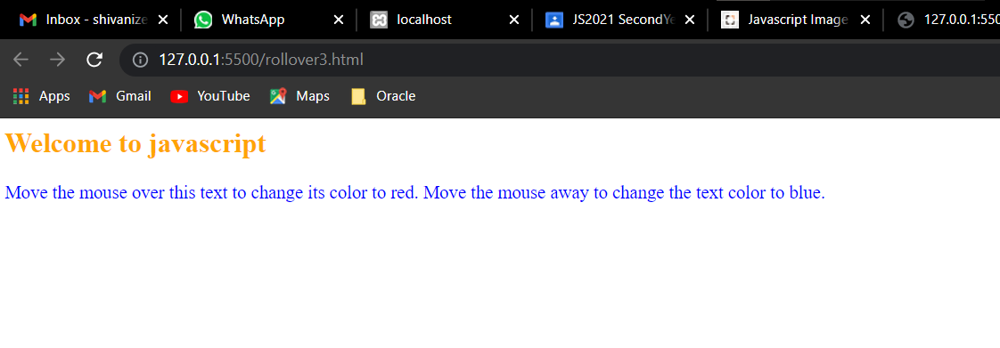 Inbox - shivanize
WhatsApp
localhost
JS2021 SecondYe
Javascript Image
127.0.0.1:550
127.0.0.1:5500/rollover3.html
Apps
Gmail
YouTube
Maps
Oracle
Welcome to javascript
Move the mouse over this text to change its color to red. Move the mouse away to change the text color to blue.